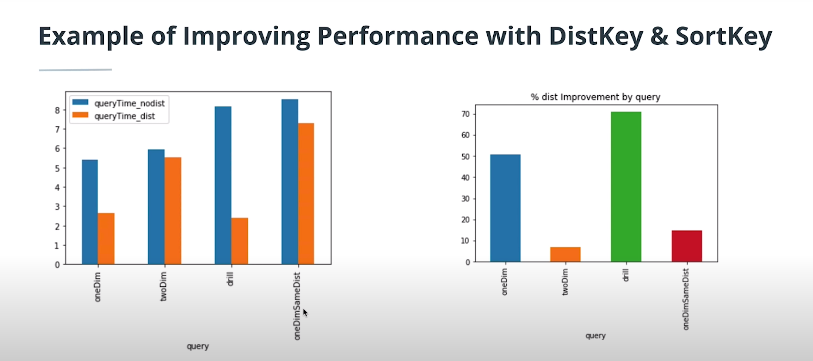 Example of Improving Performance with DistKey & SortKey
queryTime_nodist
queryTime_dist
8
7
6
5
4
3
2
1
0
oneDim
twoDim
drill
oneDimSameDist
query
% dist Improvement by query
70
60
50
40
30
20
10
0
oneDim
twoDim
drill
oneDimSameDist
query